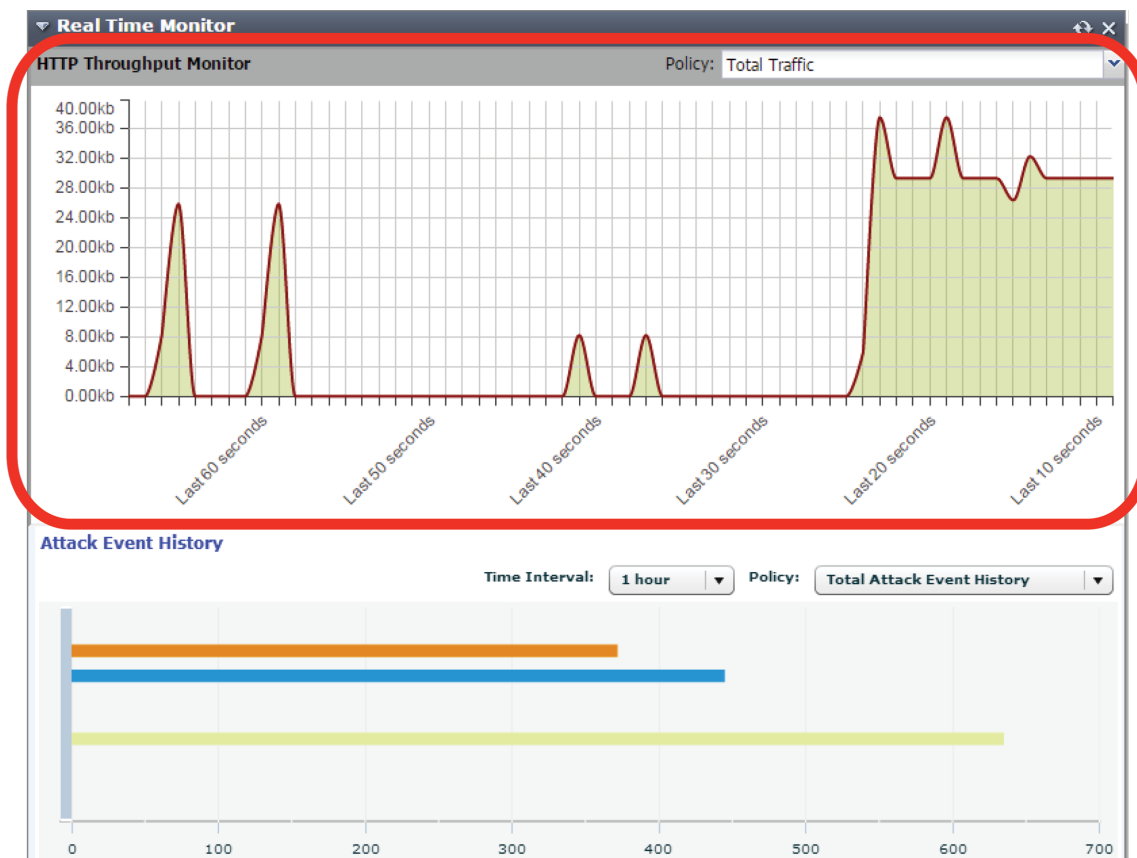 Real Time Monitor
HTTP Throughput Monitor Policy: Total Traffic
40.00kb
36.00kb
32.00kb
28.00kb
24.00kb
20.00kb
16.00kb
12.00kb
8.00kb
4.00kb
0.00kb
Last 60 seconds Last 50 seconds Last 40 seconds Last 30 seconds Last 20 seconds Last 10 seconds
Attack Event History
Time Interval: 1 hour Policy: Total Attack Event History
0 100 200 300 400 500 600 700